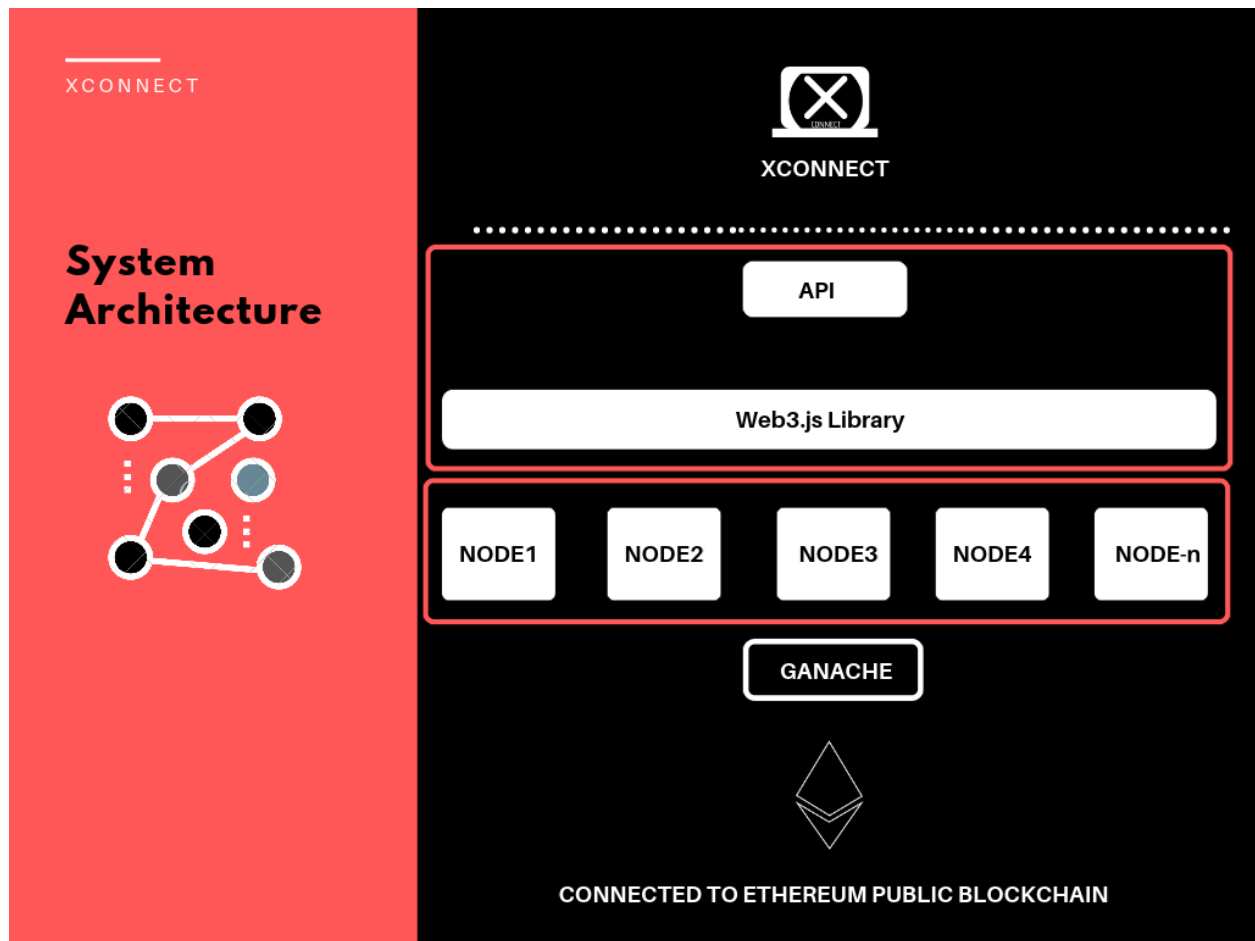 XCONNECT
System
Architecture
CONNECT
XCONNECT
API
Web3.js Library
NODE1
NODE2
NODE3
NODE4
NODE-n
GANACHE
CONNECTED TO ETHEREUM PUBLIC BLOCKCHAIN